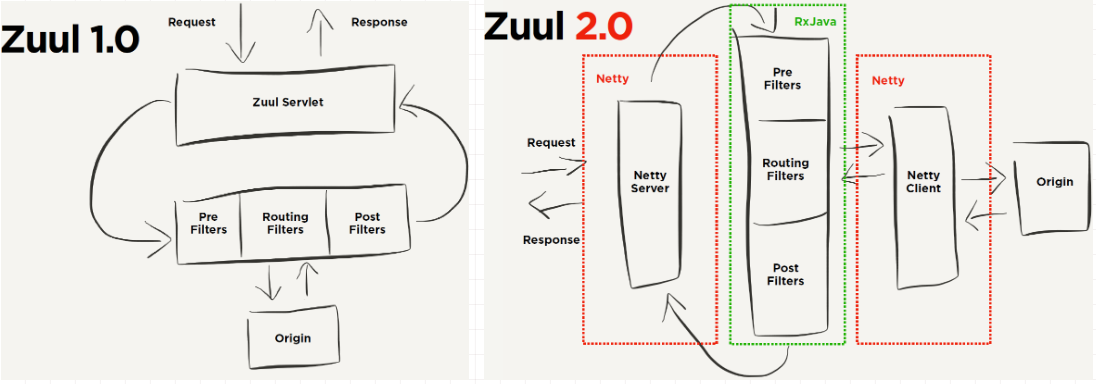 Zuul 1.0
Request
Response
Zuul Servlet
Pre
Filters
Routing
Filters
Post
Filters
Origin
Zuul 2.0
RxJava
Netty
Netty
Pre
Filters
Request
Response
Netty
Server
Routing
Filters
Netty
Client
Origin
Post
Filters